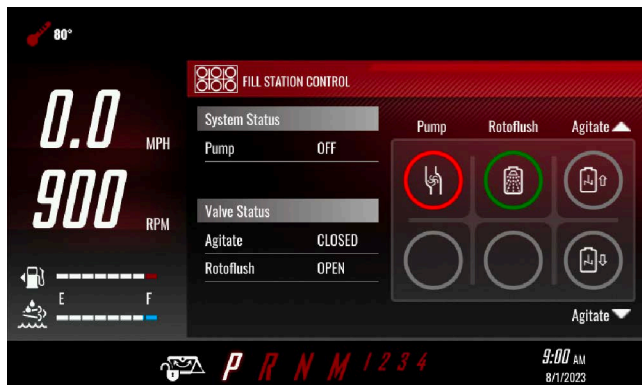 80°
FILL STATION CONTROL
0.0 MPH
900 RPM
System Status
Pump OFF
Valve Status
Agitate CLOSED
Rotoflush OPEN
Pump Rotoflush Agitate
Agitate
E F
P R N M 1 2 3 4
9:00 AM
8/1/2023